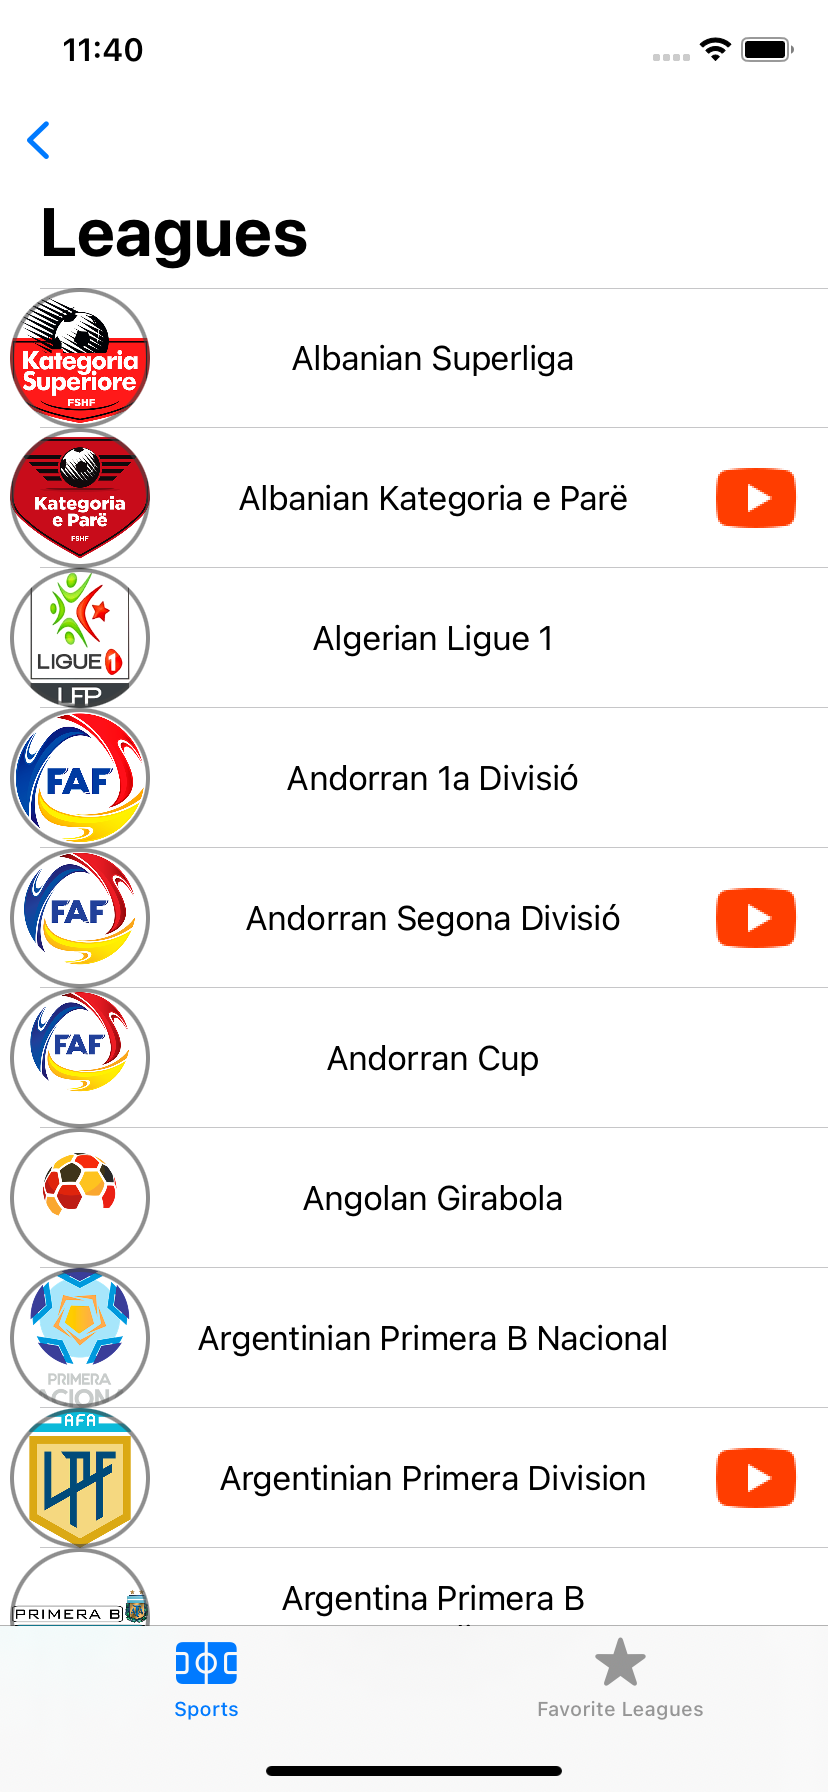 11:40
Leagues
Kategoria
Superiore
FSHF
Albanian Superliga
Kategoria
e Parë
FSHF
Albanian Kategoria e Parë
LIGUE 1
LFP
Algerian Ligue 1
FAF
Andorran 1a Divisió
FAF
Andorran Segona Divisió
FAF
Andorran Cup
Angolan Girabola
PRIMERA
Argentinian Primera B Nacional
AFA
LPF
Argentinian Primera Division
PRIMERA B
Argentina Primera B
Sports
Favorite Leagues